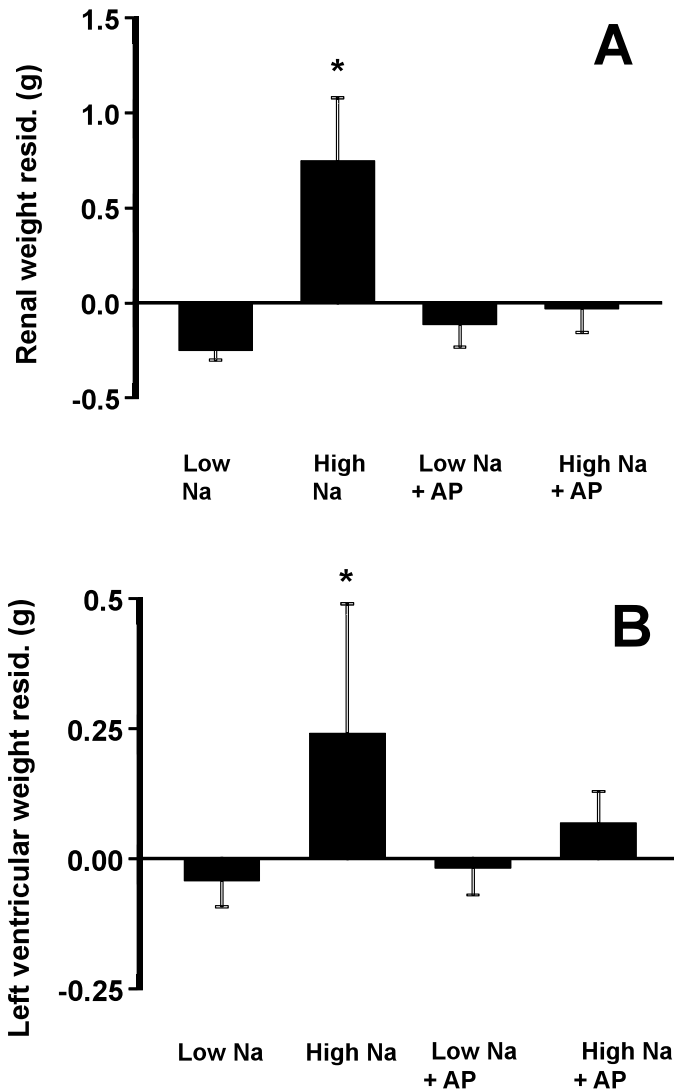 A
*
Renal weight resid. (g)
1.5
1.0
0.5
0.0
-0.5
Low
Na
High
Na
Low Na
+ AP
High Na
+ AP
B
*
Left ventricular weight resid. (g)
0.5
0.25
0.00
-0.25
Low Na
High Na
Low Na
+ AP
High Na
+ AP